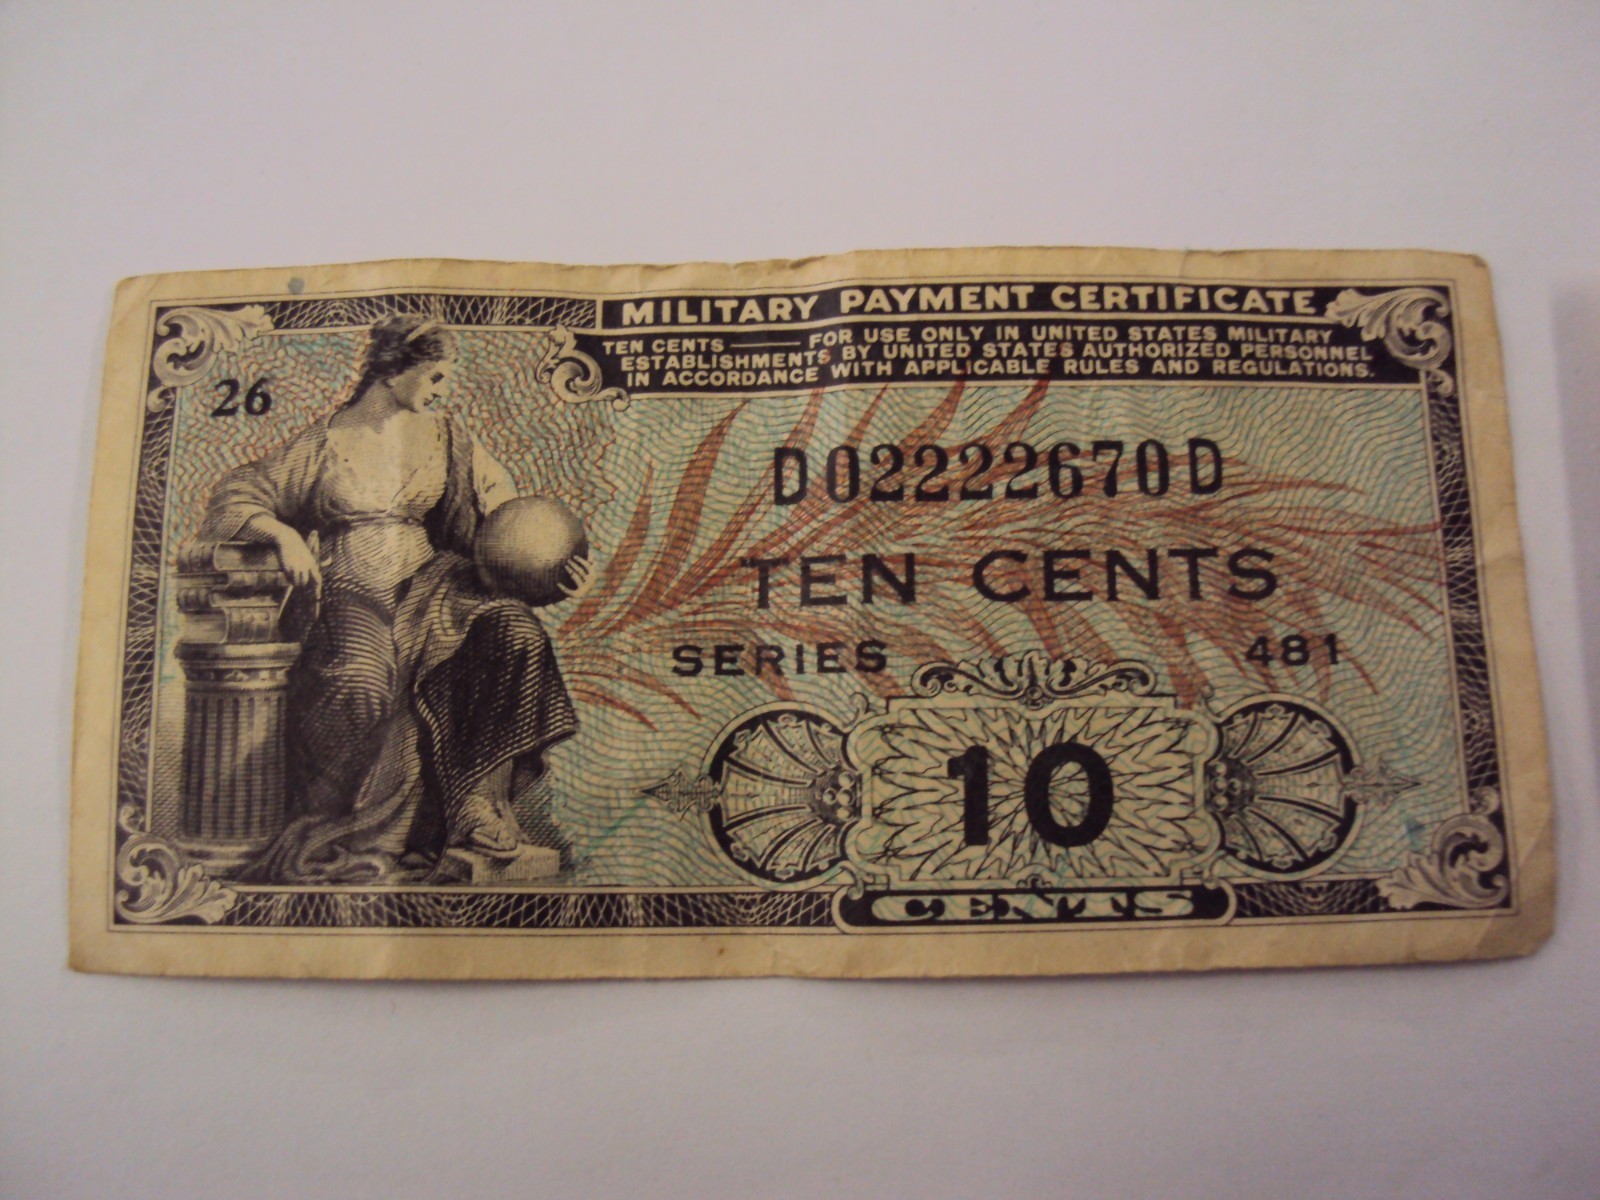 MILITARY PAYMENT CERTIFICATE
TEN CENTS —— FOR USE ONLY IN UNITED STATES MILITARY
ESTABLISHMENTS BY UNITED STATES AUTHORIZED PERSONNEL
IN ACCORDANCE WITH APPLICABLE RULES AND REGULATIONS.
26
D02222670D
TEN CENTS
SERIES 481
10
CENTS